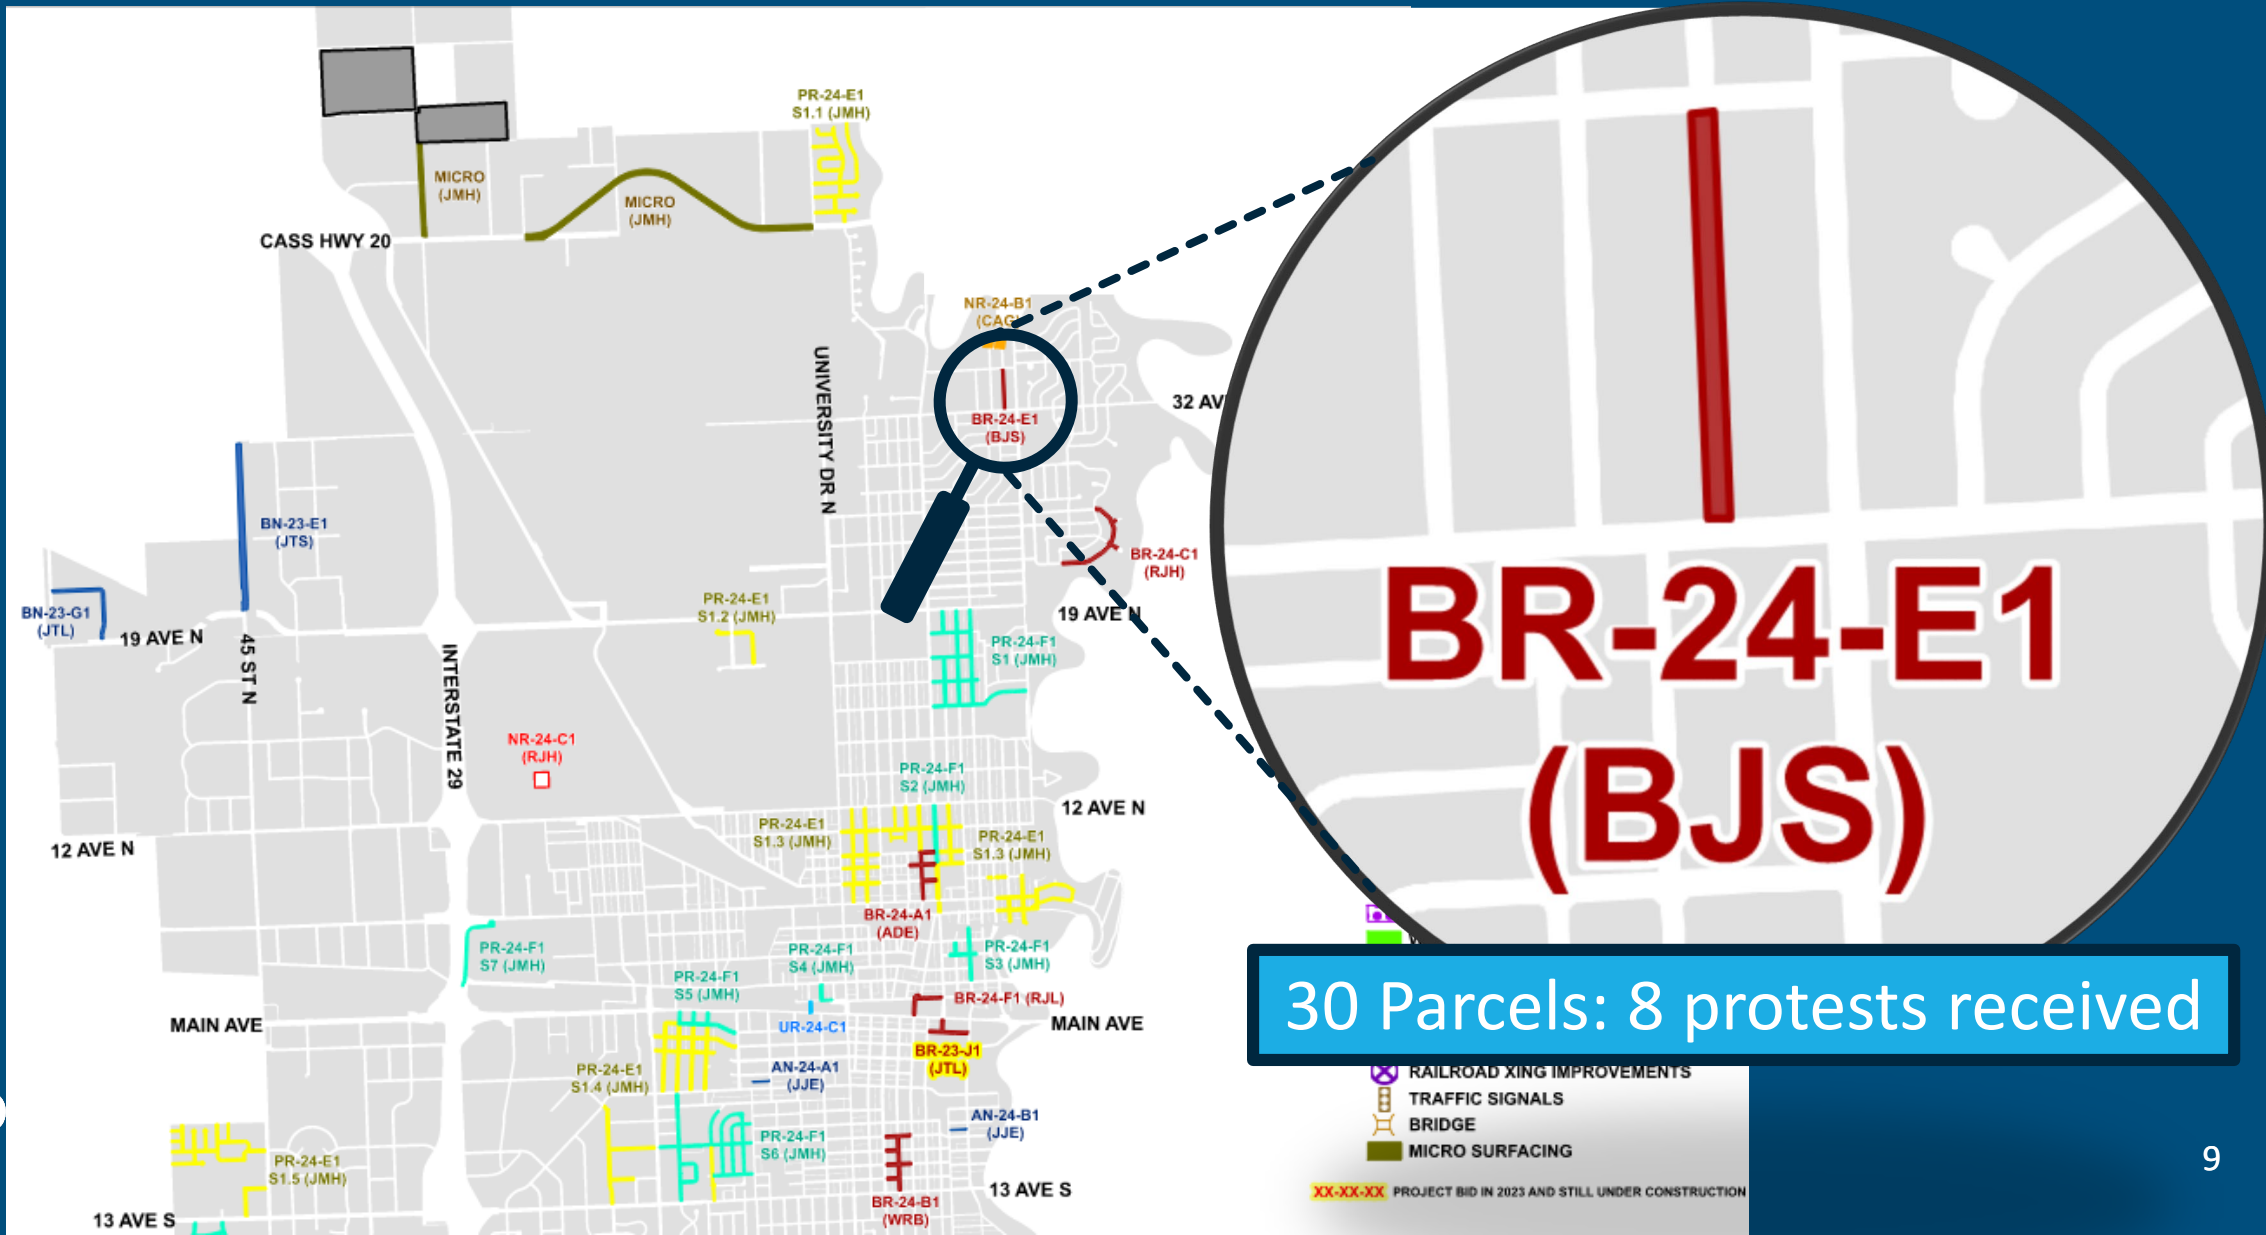 PR-24-E1
S1.1 (JMH)
MICRO
(JMH)
MICRO
(JMH)
CASS HWY 20
NR-24-B1
(CAG)
UNIVERSITY DR N
32 AV
BR-24-E1
(BJS)
BN-23-E1
(JTS)
BR-24-C1
(RJH)
BN-23-G1
(JTL)
19 AVE N
45 ST N
INTERSTATE 29
PR-24-E1
S1.2 (JMH)
19 AVE N
PR-24-F1
S1 (JMH)
NR-24-C1
(RJH)
PR-24-F1
S2 (JMH)
12 AVE N
12 AVE N
PR-24-E1
S1.3 (JMH)
PR-24-E1
S1.3 (JMH)
BR-24-A1
(ADE)
PR-24-F1
S7 (JMH)
PR-24-F1
S4 (JMH)
PR-24-F1
S3 (JMH)
PR-24-F1
S5 (JMH)
BR-24-F1 (RJL)
MAIN AVE
UR-24-C1
MAIN AVE
BR-23-J1
(JTL)
PR-24-E1
S1.4 (JMH)
AN-24-A1
(JJE)
AN-24-B1
(JJE)
PR-24-F1
S6 (JMH)
PR-24-E1
S1.5 (JMH)
13 AVE S
BR-24-B1
(WRB)
13 AVE S
BR-24-E1
(BJS)
30 Parcels: 8 protests received
RAILROAD XING IMPROVEMENTS
TRAFFIC SIGNALS
BRIDGE
MICRO SURFACING
XX-XX-XX PROJECT BID IN 2023 AND STILL UNDER CONSTRUCTION
9